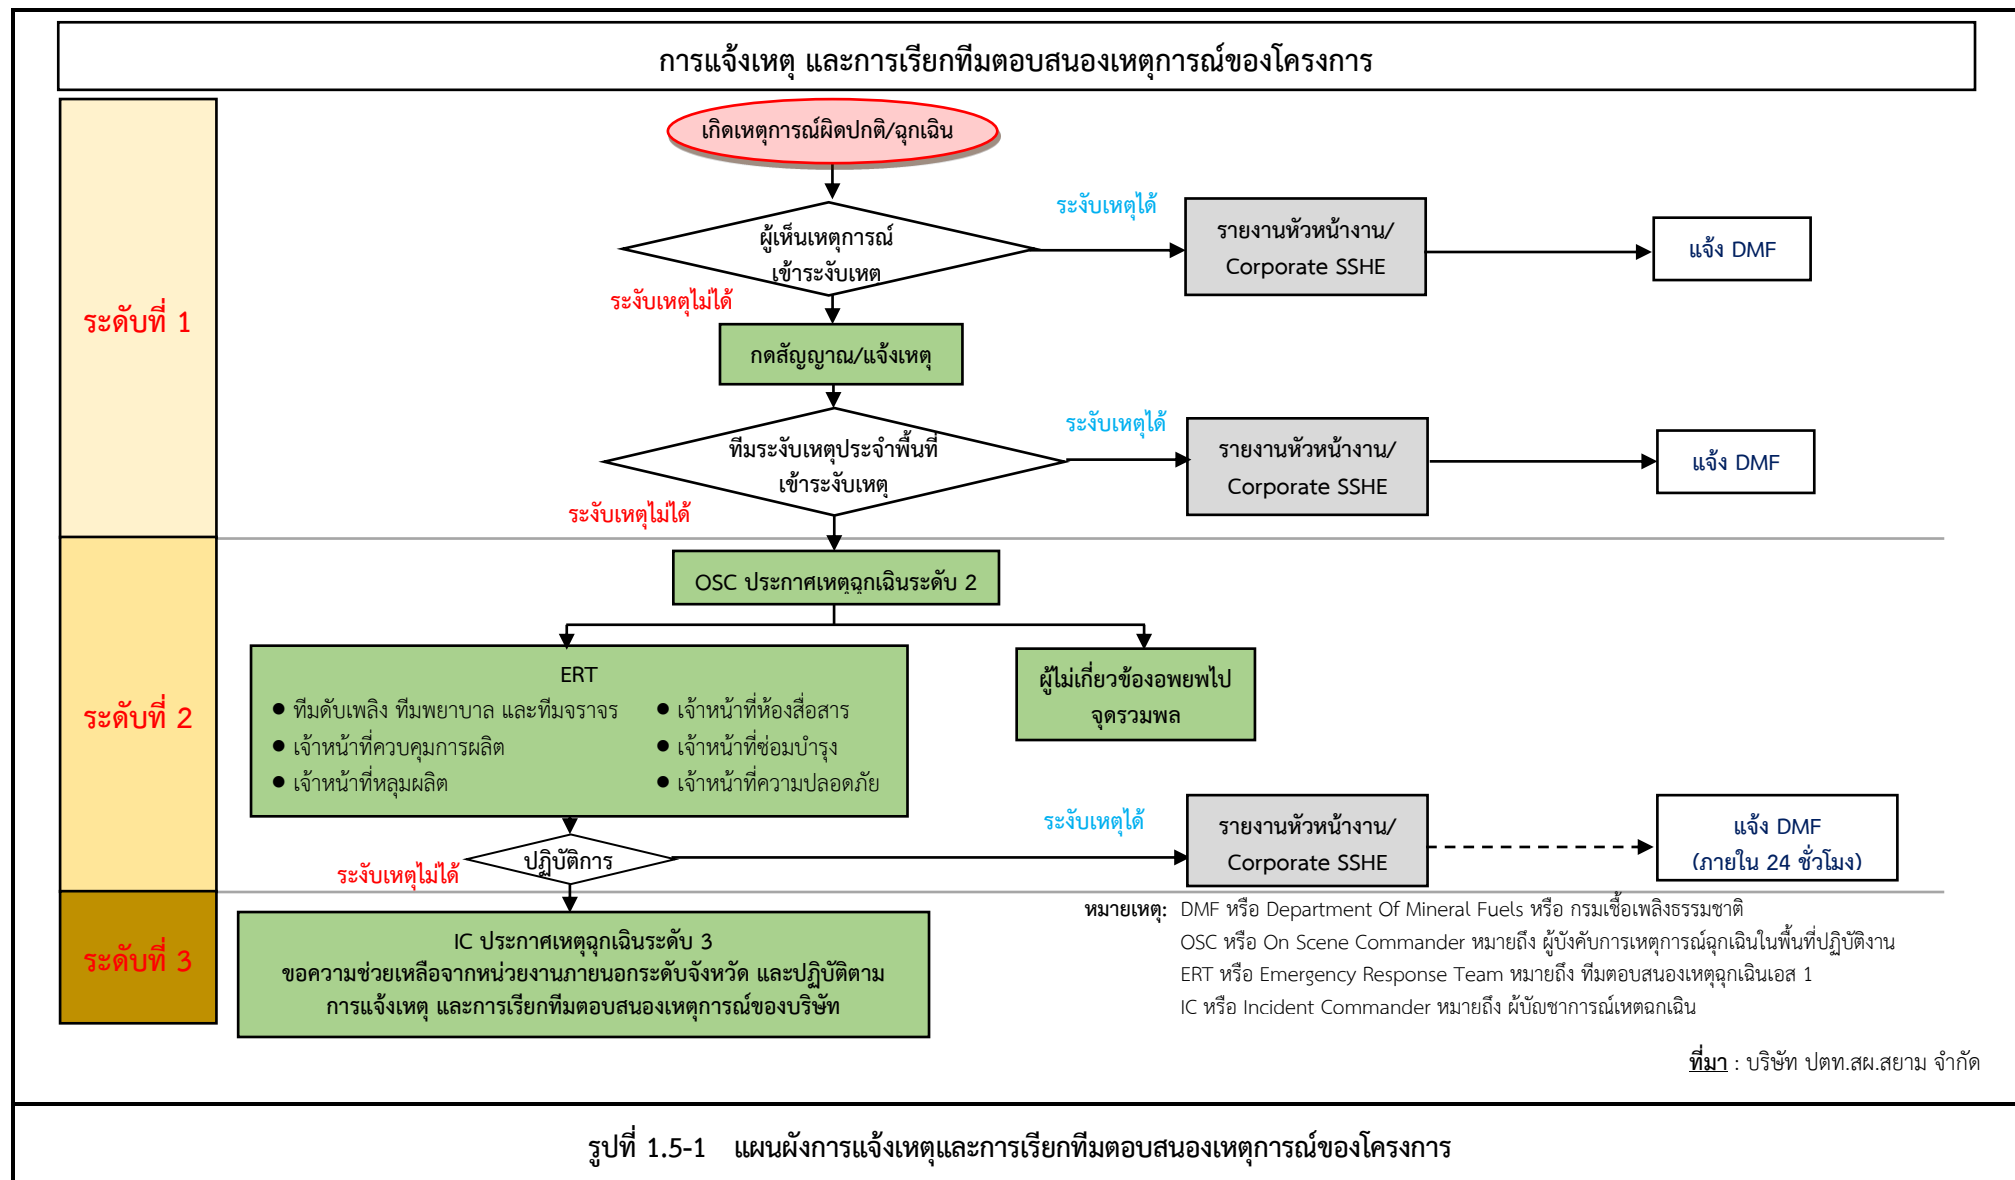 การแจ้งเหตุ และการเรียกทีมตอบสนองเหตุการณ์ของโครงการ
ระดับที่ 1
เกิดเหตุการณ์ผิดปกติ/ฉุกเฉิน
ผู้เห็นเหตุการณ์
เข้าระงับเหตุ
ระงับเหตุได้
รายงานหัวหน้างาน/
Corporate SSHE
แจ้ง DMF
ระงับเหตุไม่ได้
กดสัญญาณ/แจ้งเหตุ
ทีมระงับเหตุประจำพื้นที่
เข้าระงับเหตุ
ระงับเหตุได้
รายงานหัวหน้างาน/
Corporate SSHE
แจ้ง DMF
ระงับเหตุไม่ได้
ระดับที่ 2
OSC ประกาศเหตุฉุกเฉินระดับ 2
ERT
● ทีมดับเพลิง ทีมพยาบาล และทีมจราจร
● เจ้าหน้าที่ควบคุมการผลิต
● เจ้าหน้าที่หลุมผลิต
● เจ้าหน้าที่ห้องสื่อสาร
● เจ้าหน้าที่ซ่อมบำรุง
● เจ้าหน้าที่ความปลอดภัย
ผู้ไม่เกี่ยวข้องอพยพไป
จุดรวมพล
ปฏิบัติการ
ระงับเหตุได้
รายงานหัวหน้างาน/
Corporate SSHE
แจ้ง DMF
(ภายใน 24 ชั่วโมง)
ระงับเหตุไม่ได้
ระดับที่ 3
IC ประกาศเหตุฉุกเฉินระดับ 3
ขอความช่วยเหลือจากหน่วยงานภายนอกระดับจังหวัด และปฏิบัติตาม
การแจ้งเหตุ และการเรียกทีมตอบสนองเหตุการณ์ของบริษัท
หมายเหตุ: DMF หรือ Department Of Mineral Fuels หรือ กรมเชื้อเพลิงธรรมชาติ
OSC หรือ On Scene Commander หมายถึง ผู้บังคับการเหตุการณ์ฉุกเฉินในพื้นที่ปฏิบัติงาน
ERT หรือ Emergency Response Team หมายถึง ทีมตอบสนองเหตุฉุกเฉินเอส 1
IC หรือ Incident Commander หมายถึง ผู้บัญชาการณ์เหตุฉุกเฉิน
ที่มา : บริษัท ปตท.สผ.สยาม จำกัด
รูปที่ 1.5-1 แผนผังการแจ้งเหตุและการเรียกทีมตอบสนองเหตุการณ์ของโครงการ